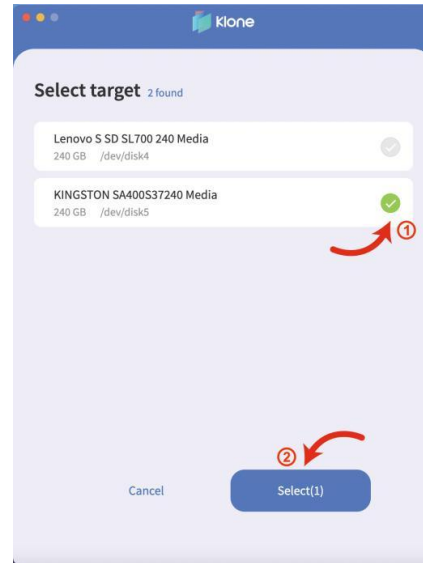 Klone
Select target 2 found
Lenovo S SD SL700 240 Media
240 GB /dev/disk4
KINGSTON SA400S37240 Media
240 GB /dev/disk5
①
②
Cancel Select(1)